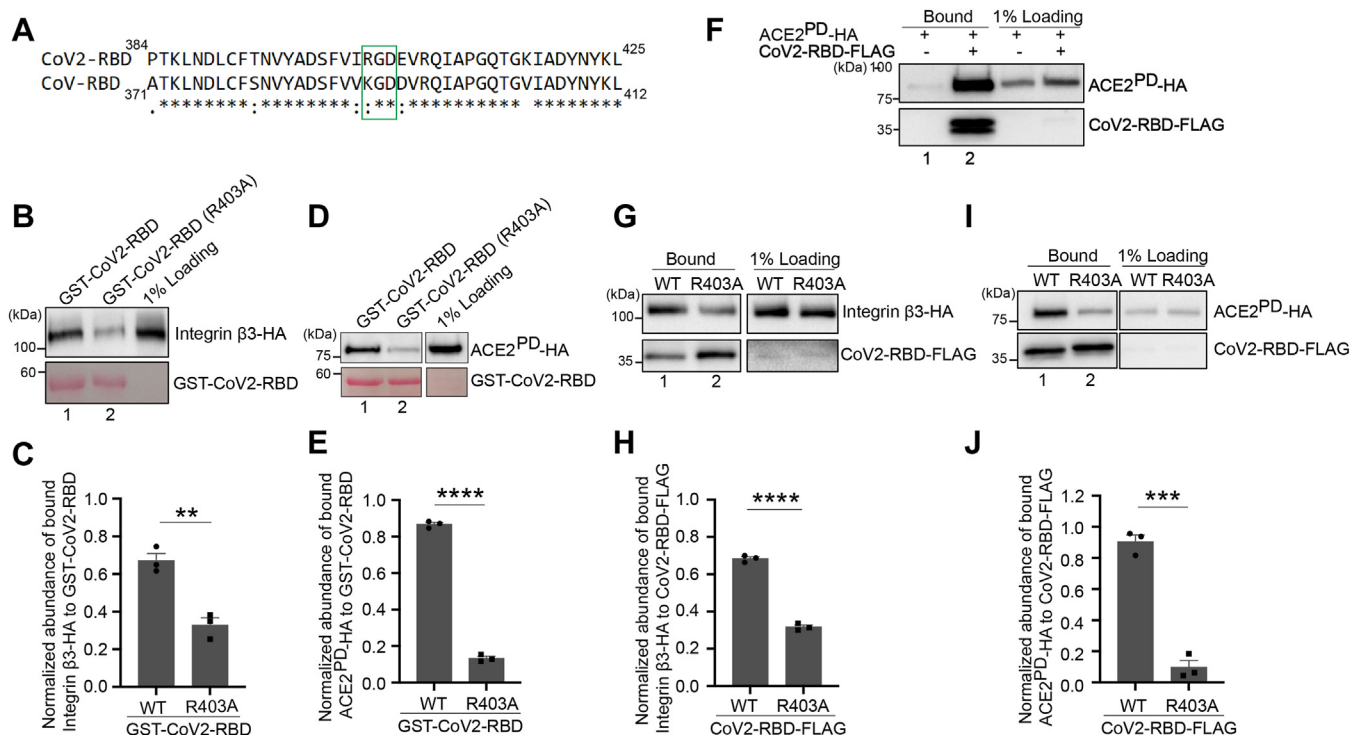 A
CoV2-RBD 384 PTKLNDLCFTNVYADSFVIRGDEVRQIAPGQTGKIADYNYKL 425
CoV-RBD 371 ATKLNDLCFSNVYADSFVVKGDDVRQIAPGQTGVIADYNYKL 412
.********:********::**:*********** ********
B
GST-CoV2-RBD
GST-CoV2-RBD (R403A)
1% Loading
(kDa)
100
60
Integrin β3-HA
GST-CoV2-RBD
1 2
C
Normalized abundance of bound
Integrin β3-HA to GST-CoV2-RBD
1.0
0.8
0.6
0.4
0.2
0.0
**
WT R403A
GST-CoV2-RBD
D
GST-CoV2-RBD
GST-CoV2-RBD (R403A)
1% Loading
(kDa)
75
60
ACE2PD-HA
GST-CoV2-RBD
1 2
E
Normalized abundance of bound
ACE2PD-HA to GST-CoV2-RBD
1.0
0.8
0.6
0.4
0.2
0.0
****
WT R403A
GST-CoV2-RBD
F
Bound 1% Loading
ACE2PD-HA + + + +
CoV2-RBD-FLAG - + - +
(kDa)
100
75
35
ACE2PD-HA
CoV2-RBD-FLAG
1 2
G
Bound 1% Loading
WT R403A WT R403A
(kDa)
100
35
Integrin β3-HA
CoV2-RBD-FLAG
1 2
H
Normalized abundance of bound
Integrin β3-HA to CoV2-RBD-FLAG
1.0
0.8
0.6
0.4
0.2
0.0
****
WT R403A
CoV2-RBD-FLAG
I
Bound 1% Loading
WT R403A WT R403A
(kDa)
75
35
ACE2PD-HA
CoV2-RBD-FLAG
1 2
J
Normalized abundance of bound
ACE2PD-HA to CoV2-RBD-FLAG
1.2
1.0
0.8
0.6
0.4
0.2
0.0
***
WT R403A
CoV2-RBD-FLAG